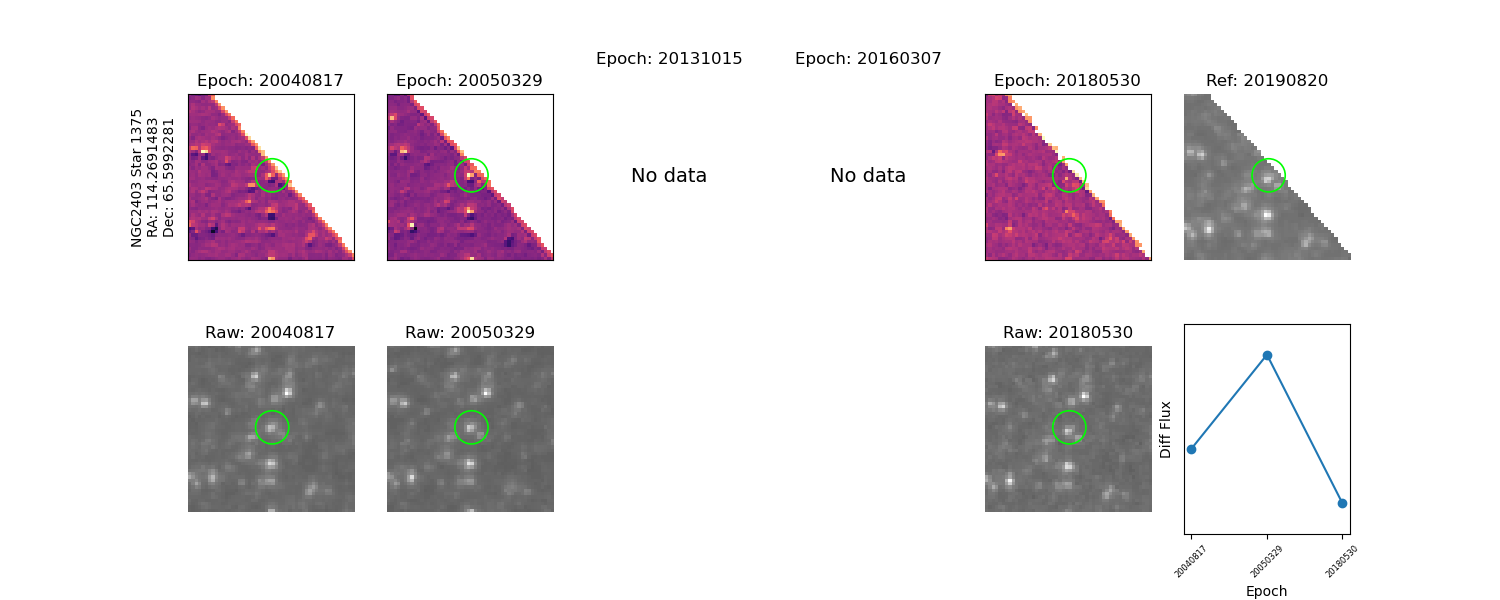 Epoch: 20131015
Epoch: 20160307
Epoch: 20040817
Epoch: 20050329
Epoch: 20180530
Ref: 20190820
NGC2403 Star 1375
RA: 114.2691483
Dec: 65.5992281
No data
No data
Raw: 20040817
Raw: 20050329
Raw: 20180530
Diff Flux
20040817
20050329
20180530
Epoch